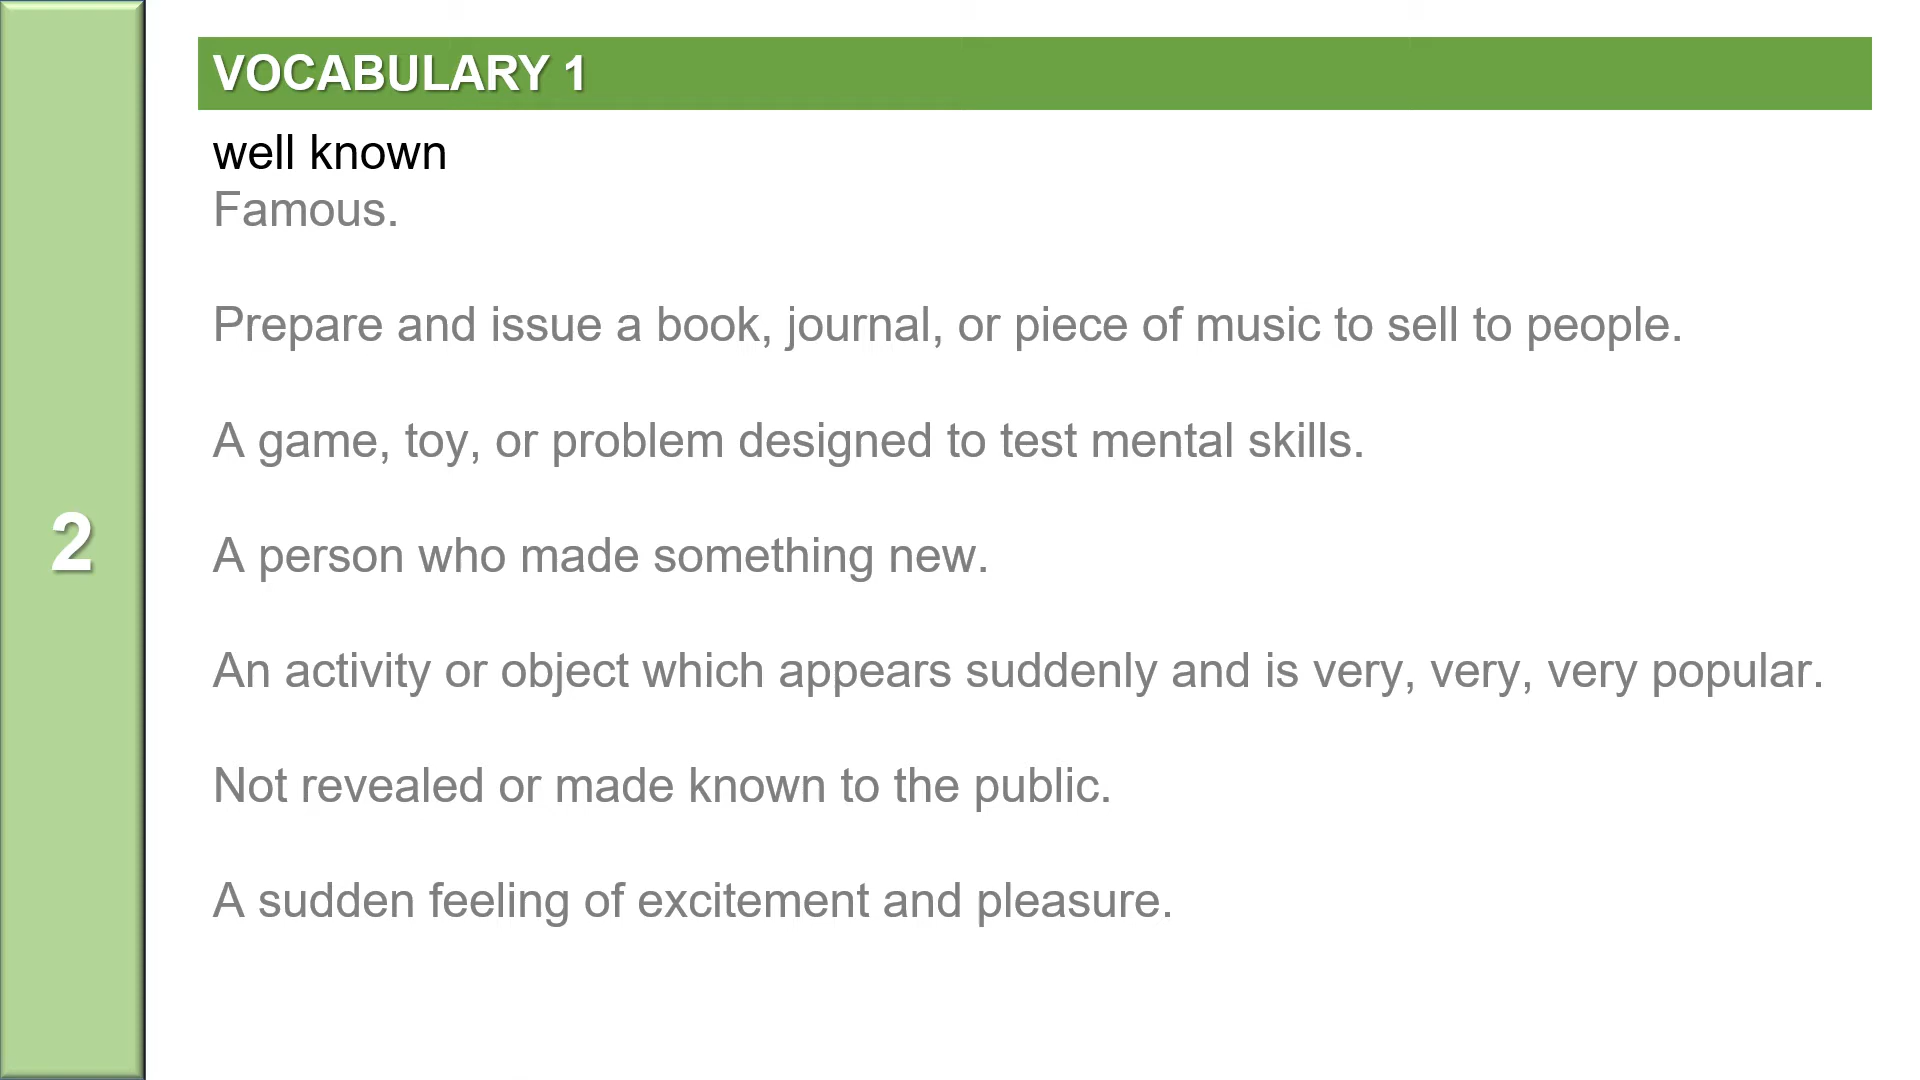 VOCABULARY 1
well known
Famous.
Prepare and issue a book, journal, or piece of music to sell to people.
A game, toy, or problem designed to test mental skills.
2
A person who made something new.
An activity or object which appears suddenly and is very, very, very popular.
Not revealed or made known to the public.
A sudden feeling of excitement and pleasure.